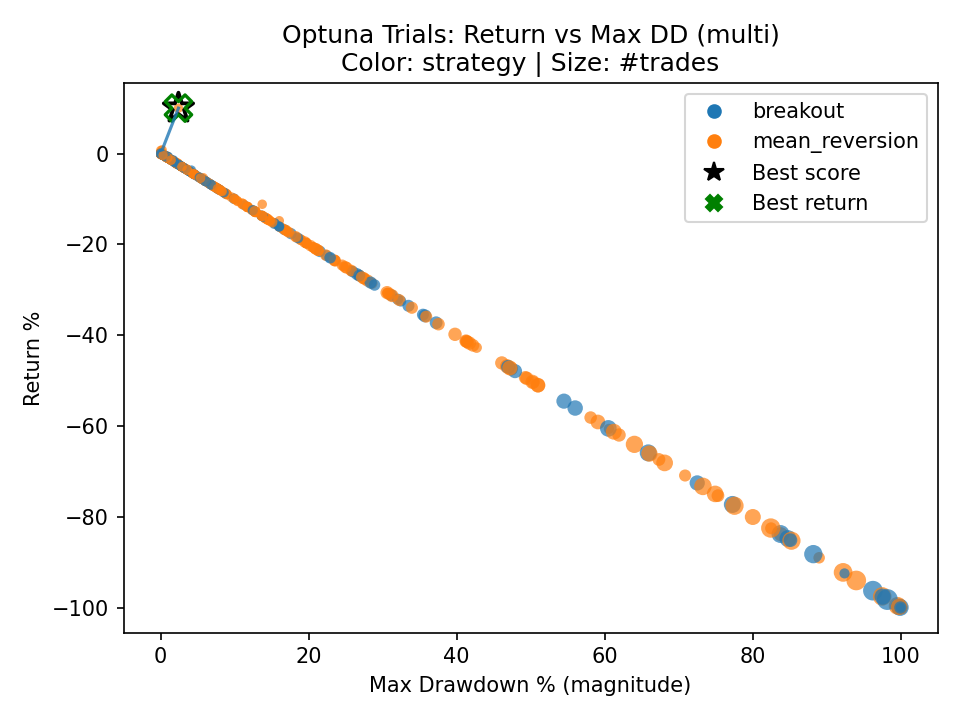 Optuna Trials: Return vs Max DD (multi)
Color: strategy | Size: #trades
breakout
mean_reversion
Best score
Best return
Return %
0
−20
−40
−60
−80
−100
0
20
40
60
80
100
Max Drawdown % (magnitude)